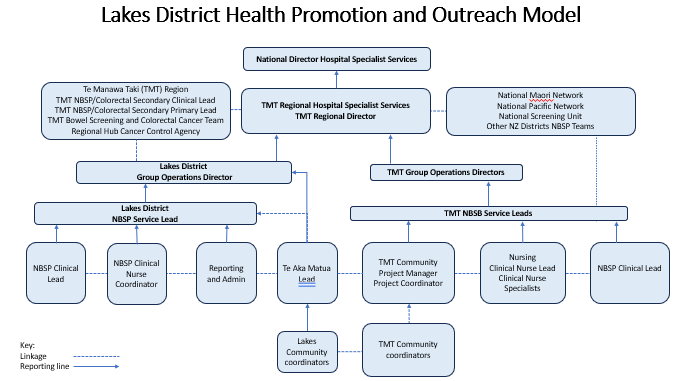 Lakes District Health Promotion and Outreach Model
National Director Hospital Specialist Services
Te Manawa Taki (TMT) Region
TMT NBSP/Colorectal Secondary Clinical Lead
TMT NBSP/Colorectal Secondary Primary Lead
TMT Bowel Screening and Colorectal Cancer Team
Regional Hub Cancer Control Agency
TMT Regional Hospital Specialist Services
TMT Regional Director
National Maori Network
National Pacific Network
National Screening Unit
Other NZ Districts NBSP Teams
Lakes District
Group Operations Director
TMT Group Operations Directors
Lakes District
NBSP Service Lead
TMT NBSB Service Leads
NBSP Clinical
Lead
NBSP Clinical
Nurse
Coordinator
Reporting
and Admin
Te Aka Matua
Lead
TMT Community
Project Manager
Project Coordinator
Nursing
Clinical Nurse Lead
Clinical Nurse
Specialists
NBSP Clinical Lead
Lakes
Community
coordinators
TMT Community
coordinators
Key:
Linkage
Reporting line